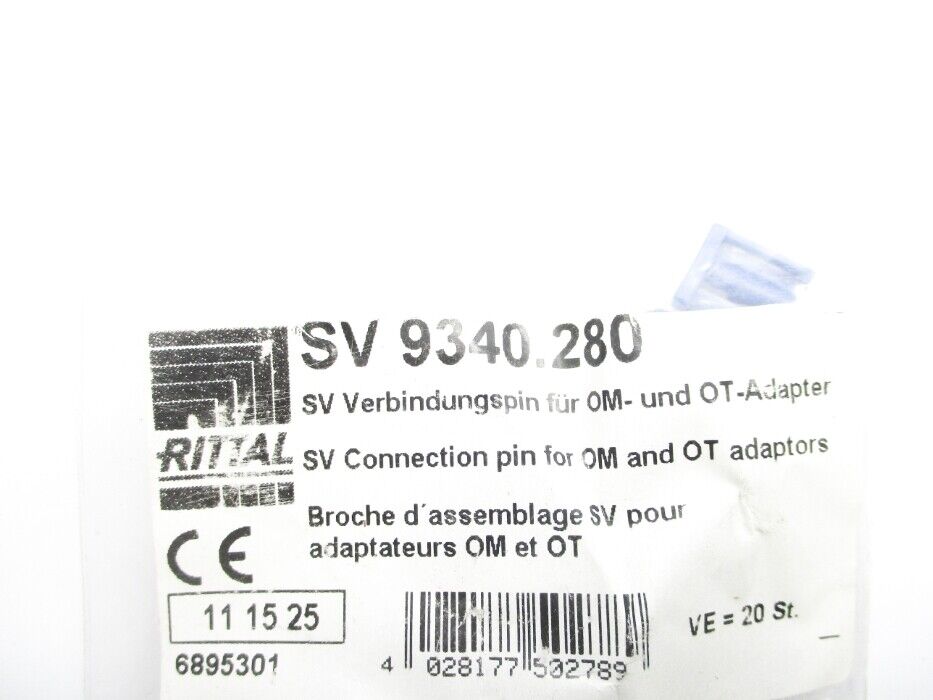 SV 9340.280
SV Verbindungspin für OM- und OT-Adapter
RITTAL
SV Connection pin for OM and OT adaptors
Broche d´assemblage SV pour
adaptateurs OM et OT
CE
11 15 25
6895301
4 028177 502789
VE = 20 St.